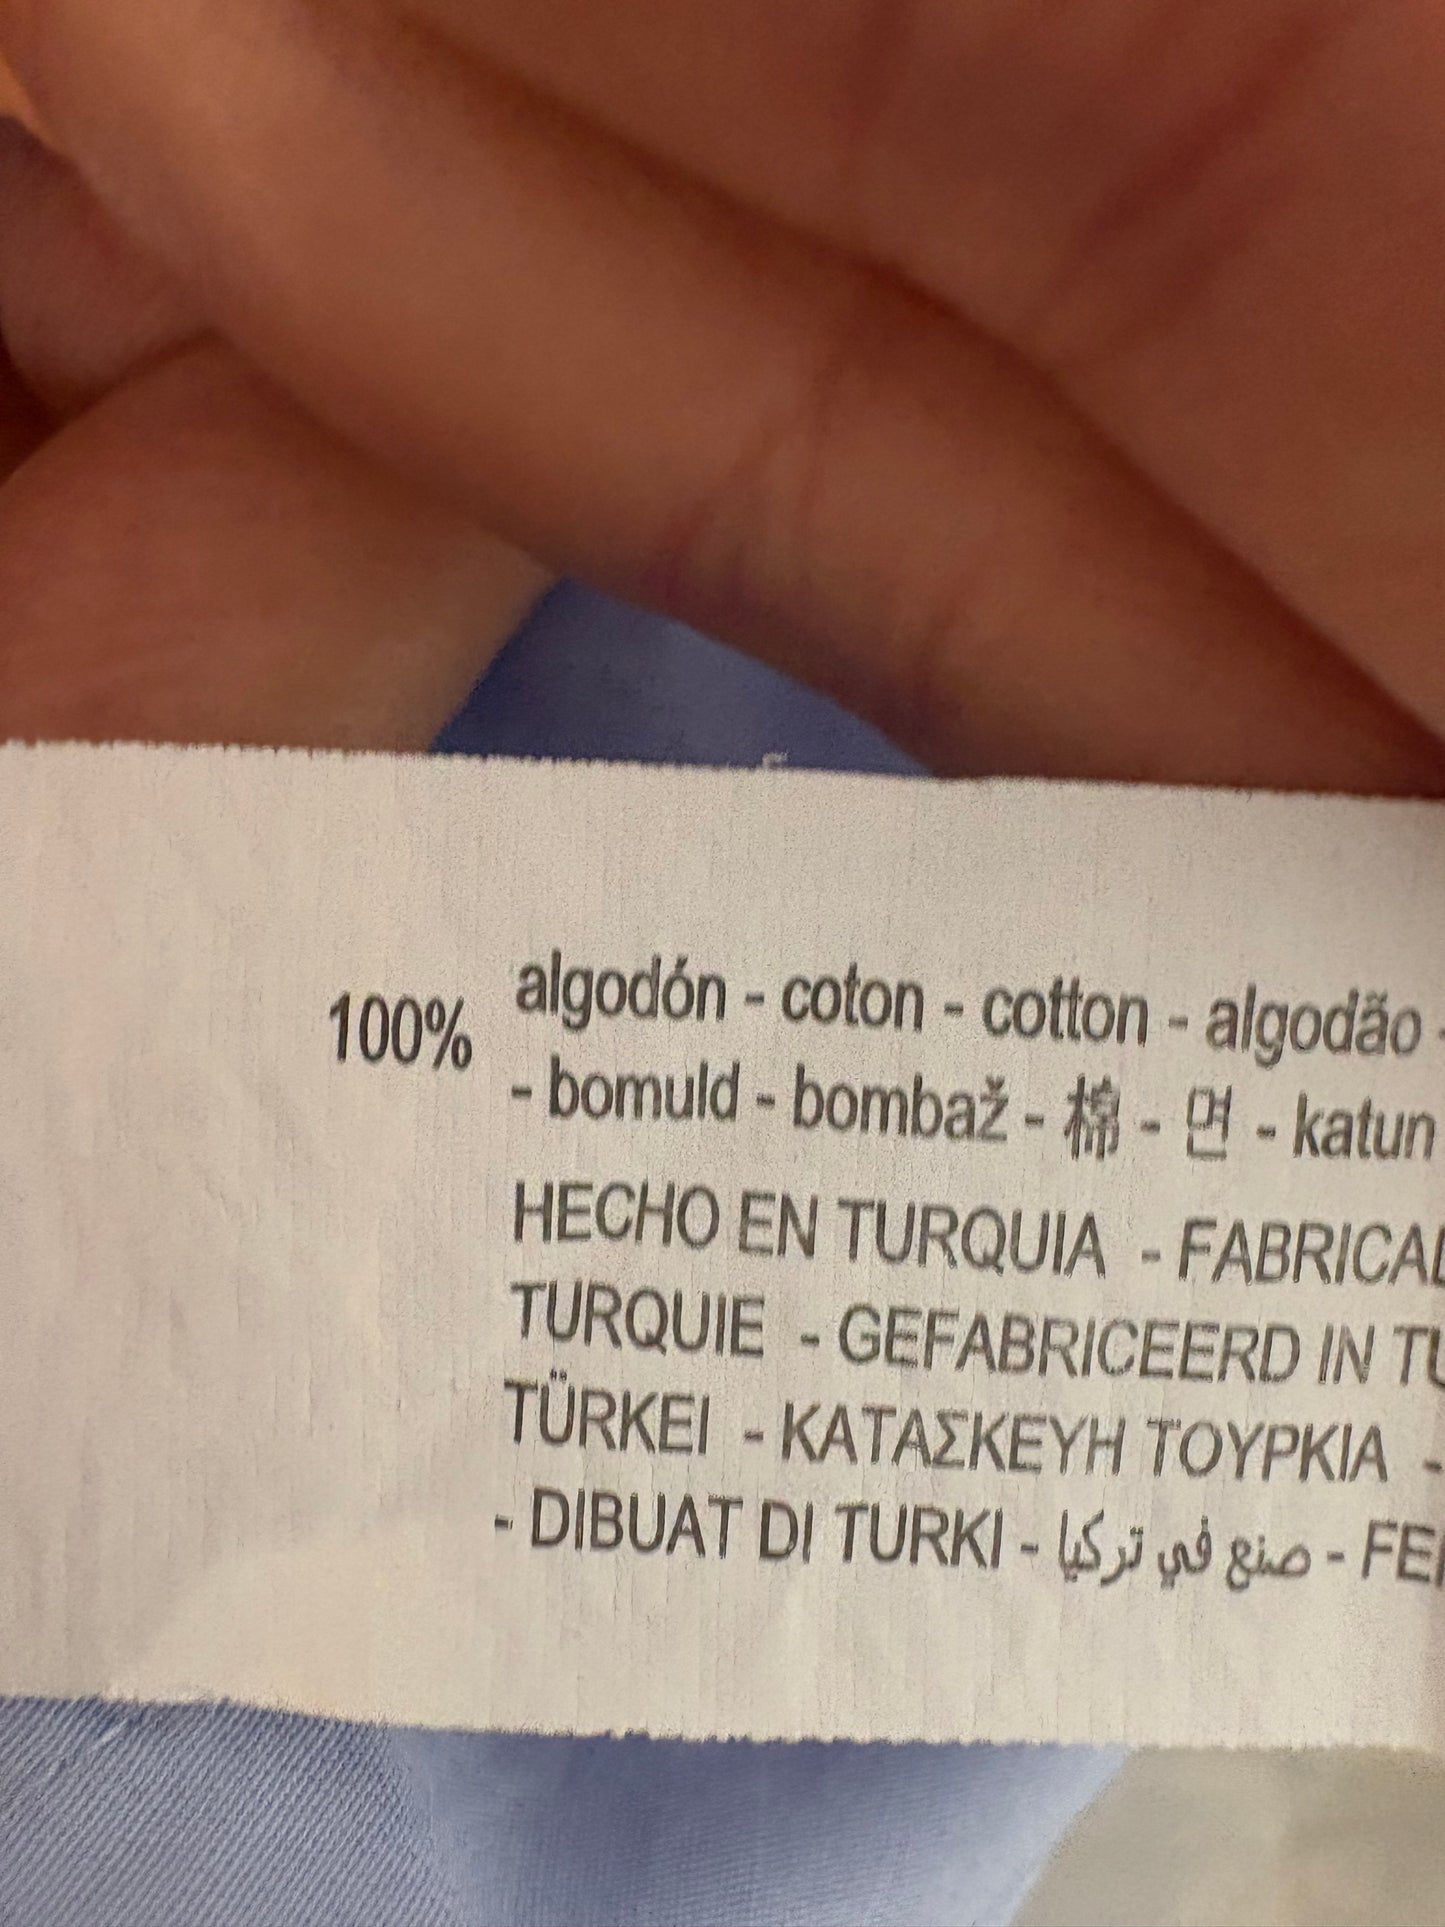 100% algodón - coton - cotton - algodão -
- bomuld - bombaž - 棉 - 면 - katun
HECHO EN TURQUIA - FABRICAD
TURQUIE - GEFABRICEERD IN TU
TÜRKEI - ΚΑΤΑΣΚΕΥΗ ΤΟΥΡΚΙΑ -
- DIBUAT DI TURKI - صنع في تركيا - FE